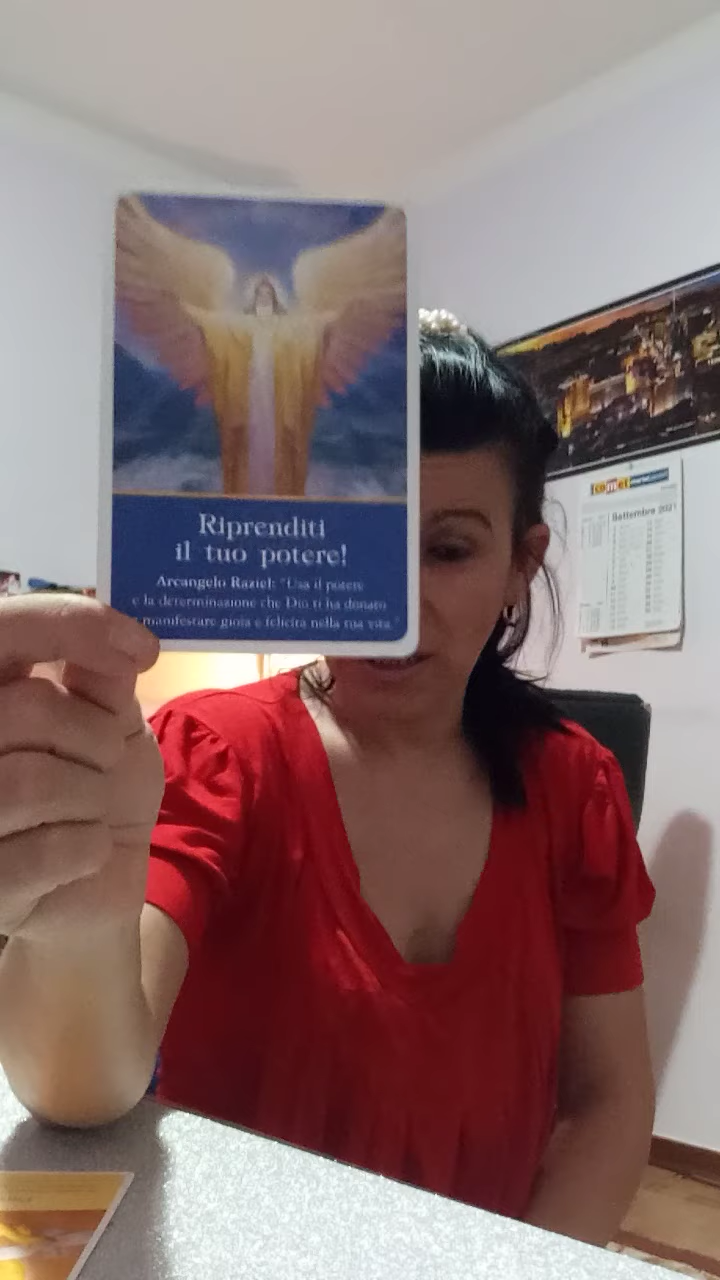 Riprenditi
il tuo potere!
Arcangelo Raziel: "Usa il potere
e la determinazione che Dio ti ha donato
manifestare gioia e felicità nella tua vita."
comet
Settembre 2021